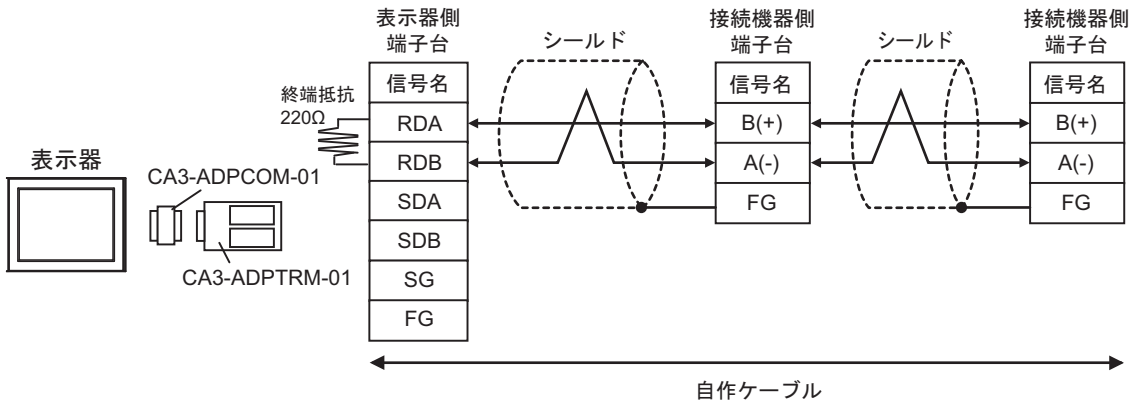 表示器側
端子台
シールド
接続機器側
端子台
シールド
接続機器側
端子台
終端抵抗
220Ω
信号名
RDA
RDB
SDA
SDB
SG
FG
信号名
B(+)
A(-)
FG
信号名
B(+)
A(-)
FG
表示器
CA3-ADPCOM-01
CA3-ADPTRM-01
自作ケーブル